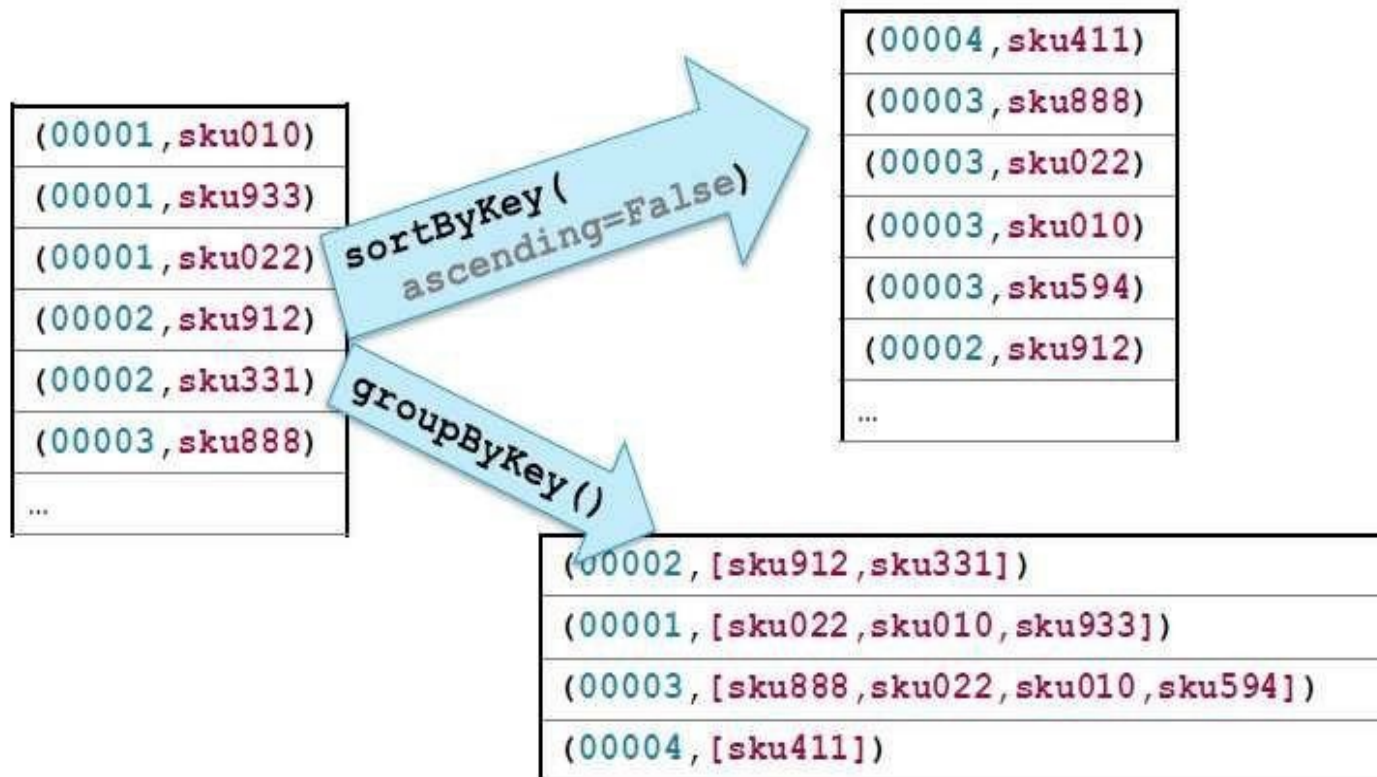 (00001,sku010)
(00001,sku933)
(00001,sku022)
(00002,sku912)
(00002,sku331)
(00003,sku888)
…
sortByKey(
ascending=False)
(00004,sku411)
(00003,sku888)
(00003,sku022)
(00003,sku010)
(00003,sku594)
(00002,sku912)
…
groupByKey()
(00002,[sku912,sku331])
(00001,[sku022,sku010,sku933])
(00003,[sku888,sku022,sku010,sku594])
(00004,[sku411])